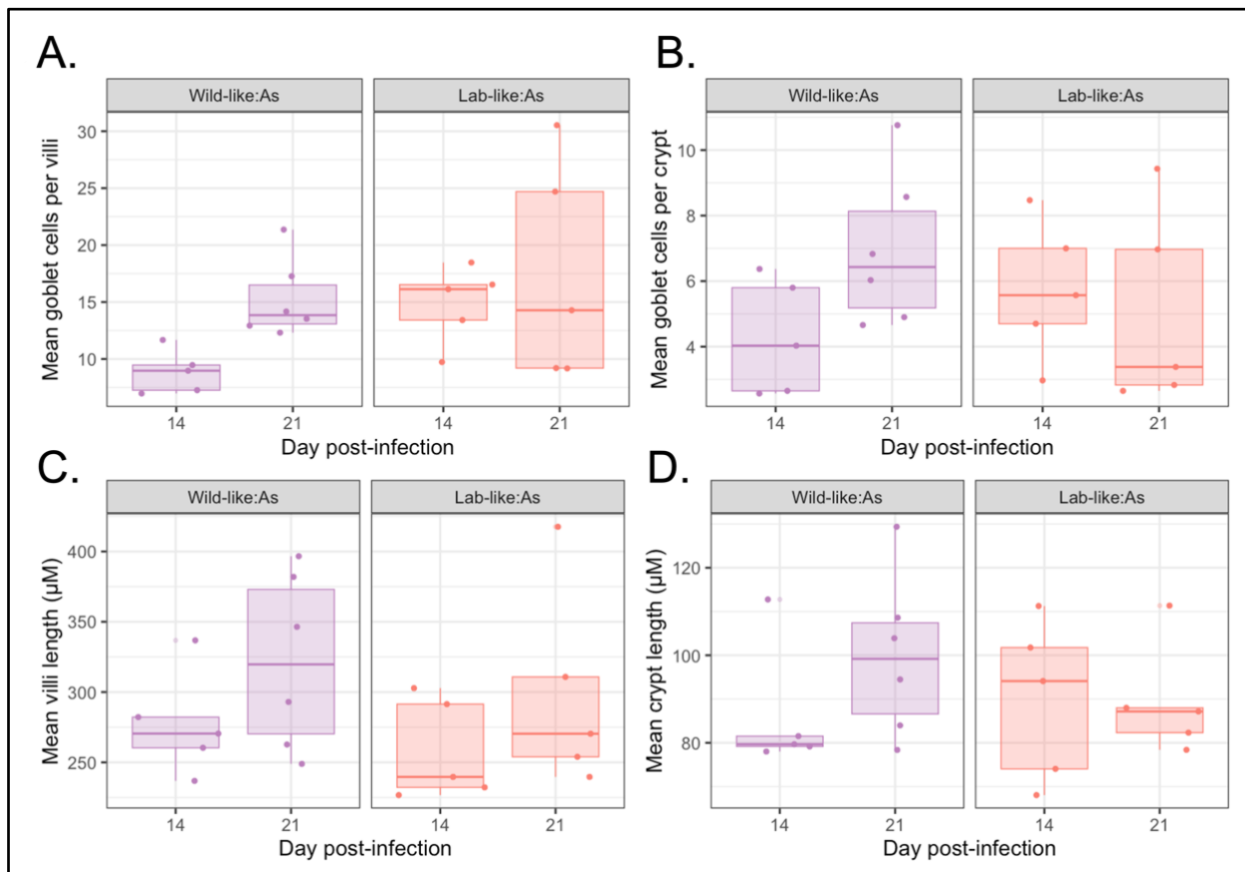 A.
Wild-like:As Lab-like:As
Mean goblet cells per villi
30
25
20
15
10
14 21 14 21
Day post-infection
B.
Wild-like:As Lab-like:As
Mean goblet cells per crypt
10
8
6
4
14 21 14 21
Day post-infection
C.
Wild-like:As Lab-like:As
Mean villi length (µM)
400
350
300
250
14 21 14 21
Day post-infection
D.
Wild-like:As Lab-like:As
Mean crypt length (µM)
120
100
80
14 21 14 21
Day post-infection